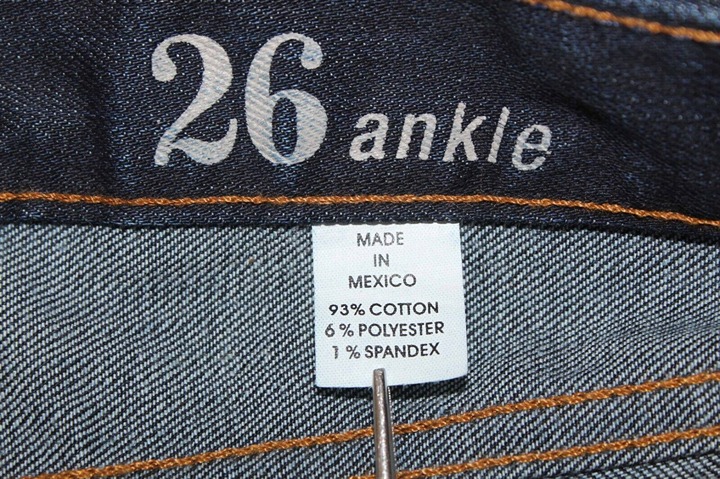 26 ankle
MADE
IN
MEXICO
93% COTTON
6% POLYESTER
1% SPANDEX